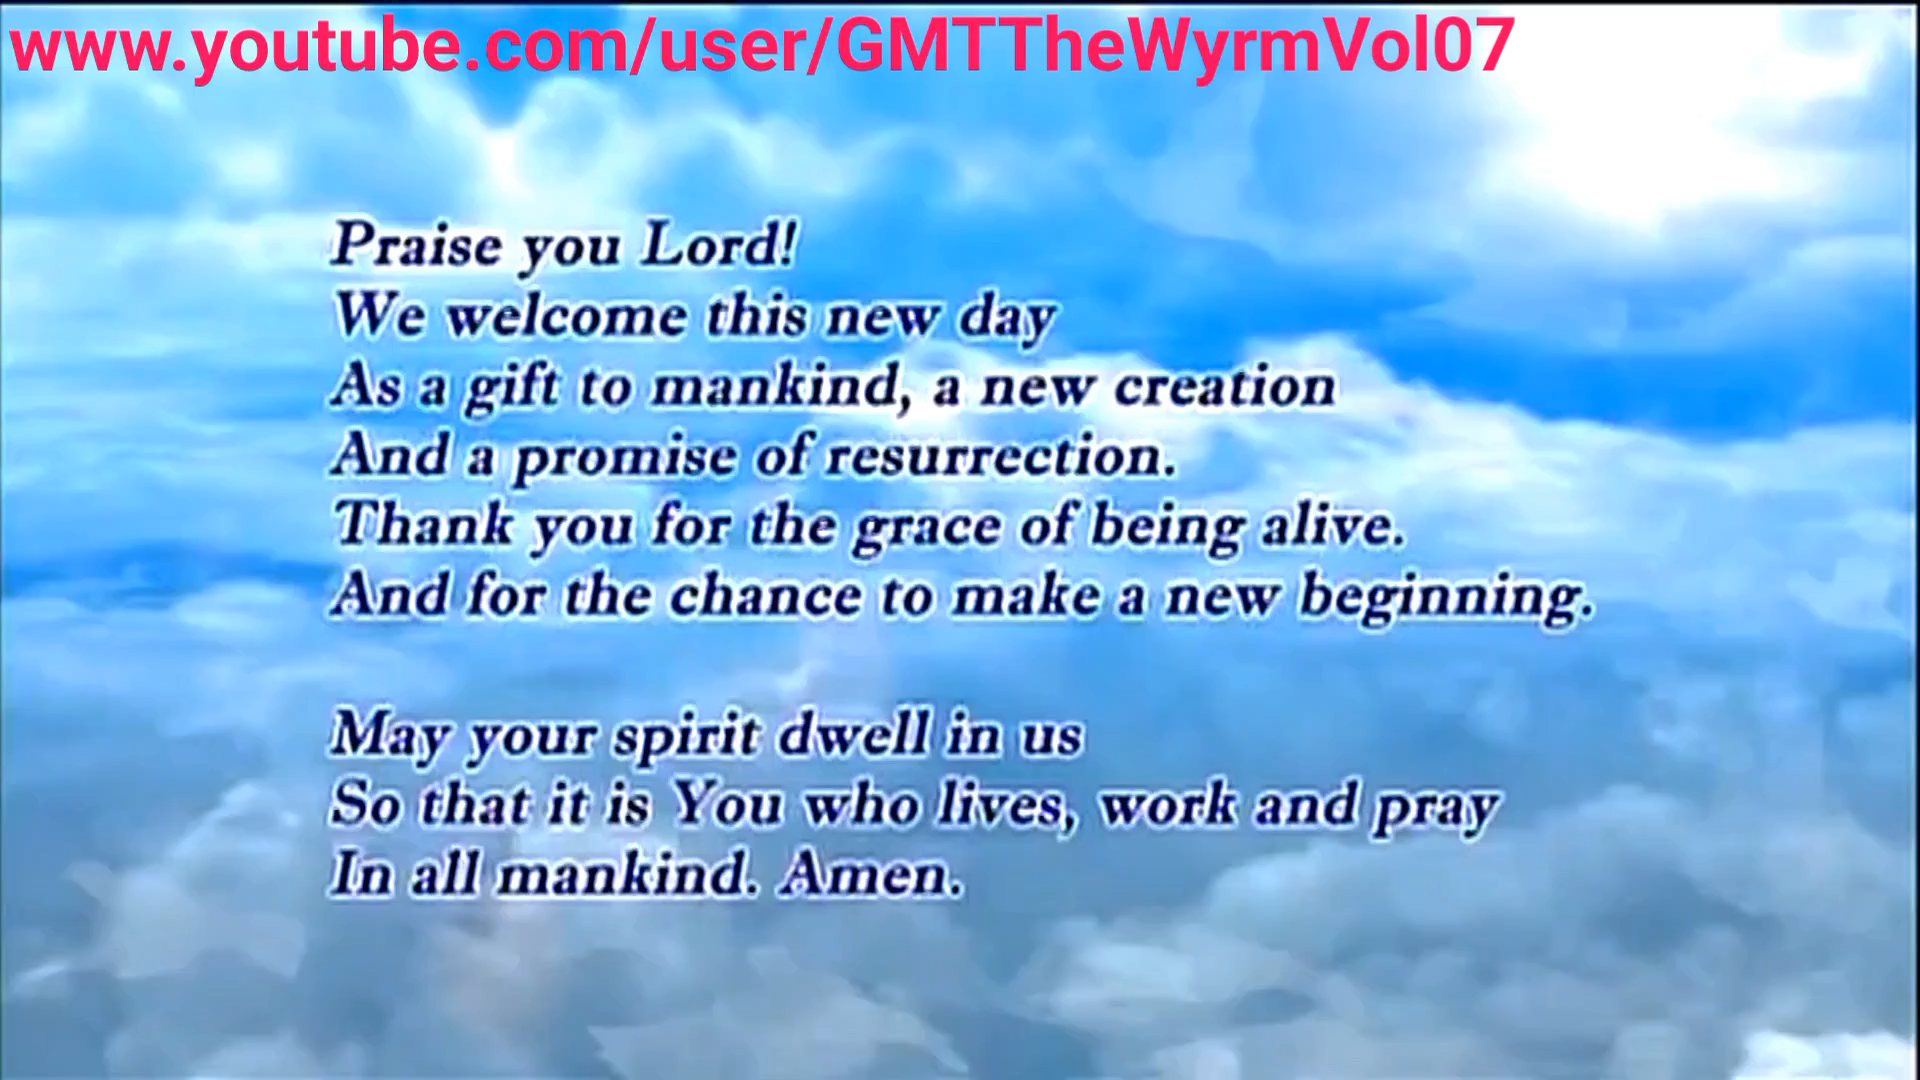 www.youtube.com/user/GMTTheWyrmVol07
Praise you Lord!
We welcome this new day
As a gift to mankind, a new creation
And a promise of resurrection.
Thank you for the grace of being alive.
And for the chance to make a new beginning.
May your spirit dwell in us
So that it is You who lives, work and pray
In all mankind. Amen.